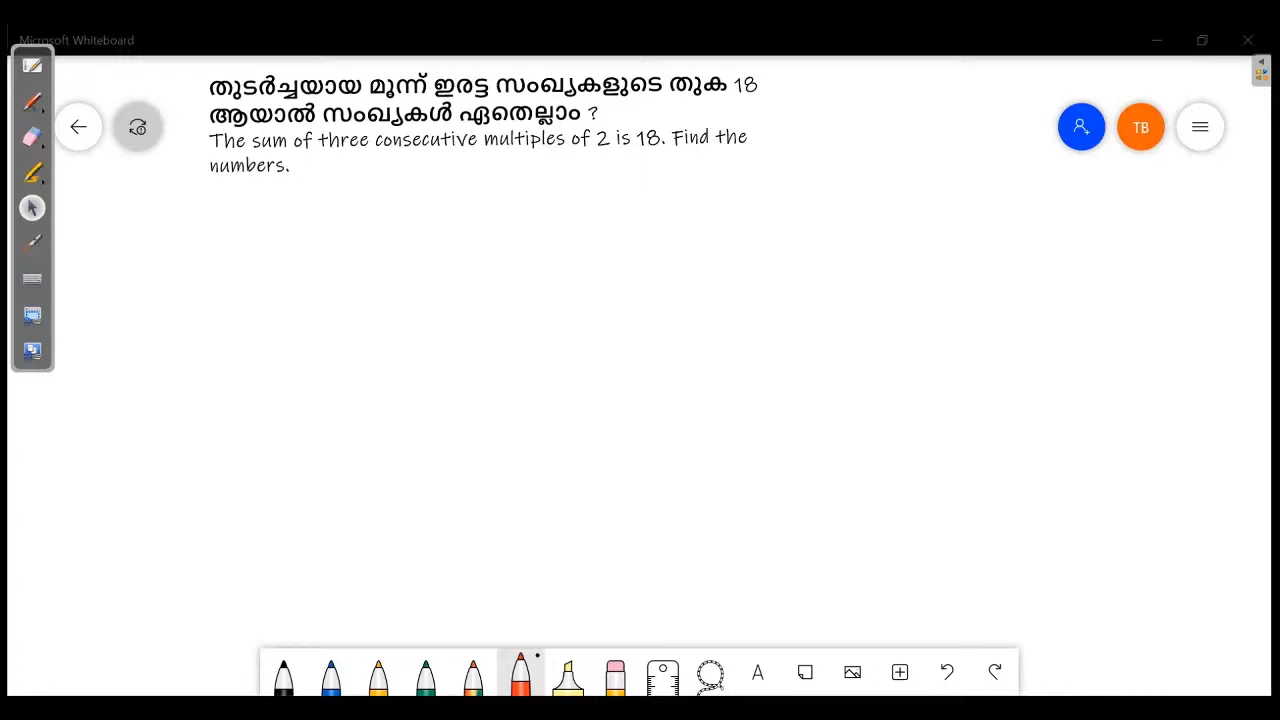 Microsoft Whiteboard
തുടർച്ചയായ മൂന്ന് ഇരട്ട സംഖ്യകളുടെ തുക 18
ആയാൽ സംഖ്യകൾ ഏതെല്ലാം ?
The sum of three consecutive multiples of 2 is 18. Find the
numbers.
TB
A